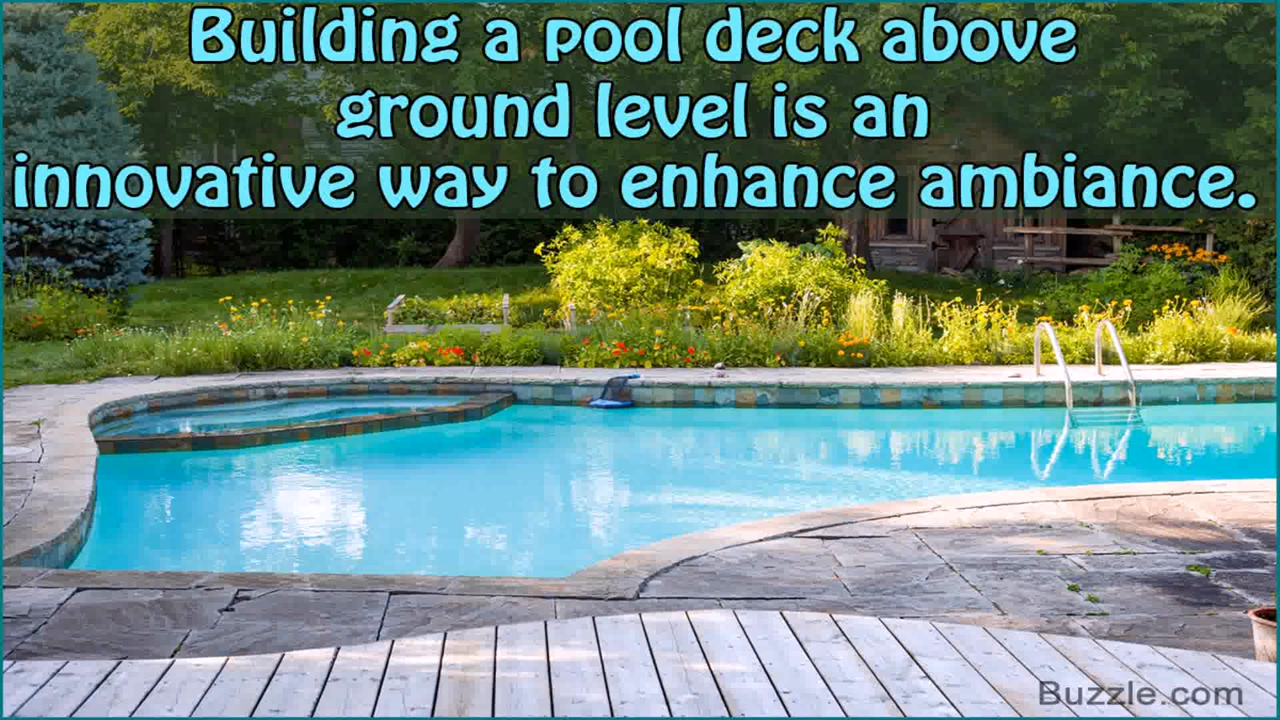 Building a pool deck above
ground level is an
innovative way to enhance ambiance.
Buzzle.com